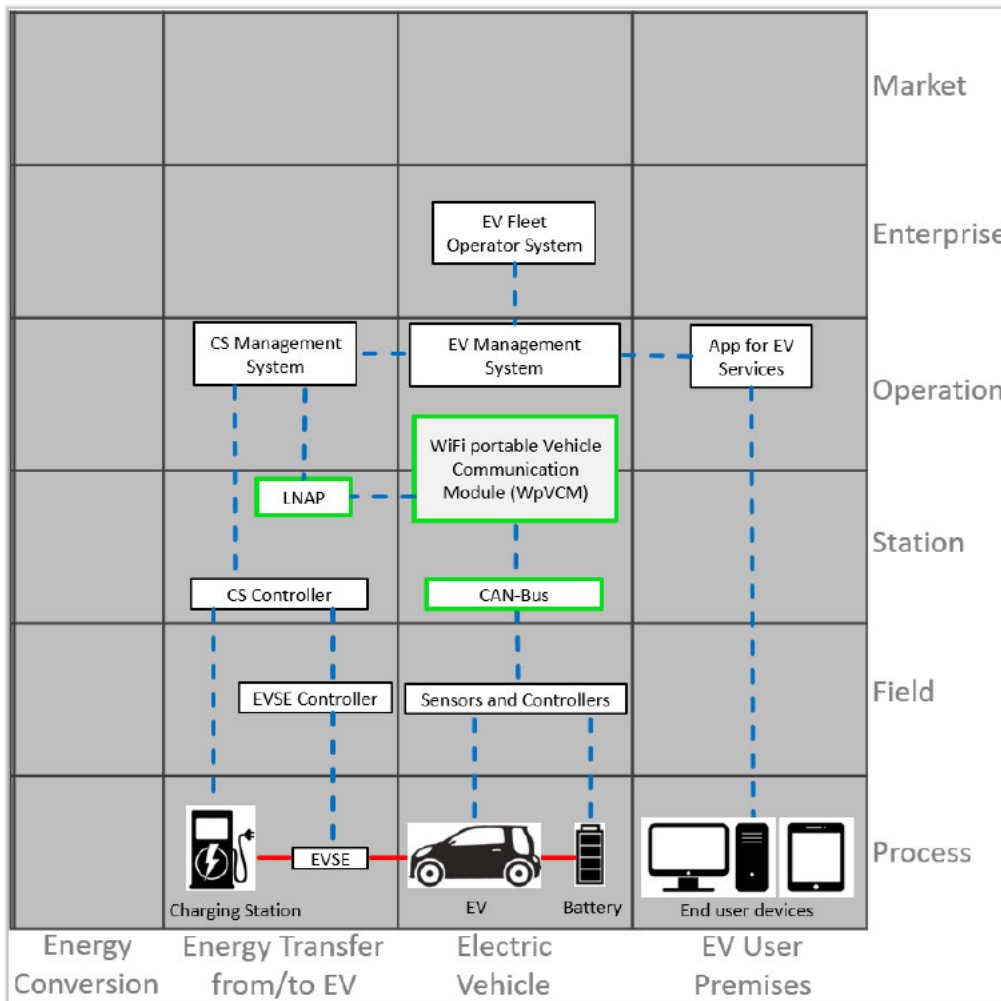 Market
EV Fleet
Operator System
Enterprise
CS Management
System
EV Management
System
App for EV
Services
Operation
WiFi portable Vehicle
Communication
Module (WpVCM)
LNAP
Station
CS Controller
CAN-Bus
EVSE Controller
Sensors and Controllers
Field
EVSE
Process
Charging Station
EV
Battery
End user devices
Energy
Conversion
Energy Transfer
from/to EV
Electric
Vehicle
EV User
Premises